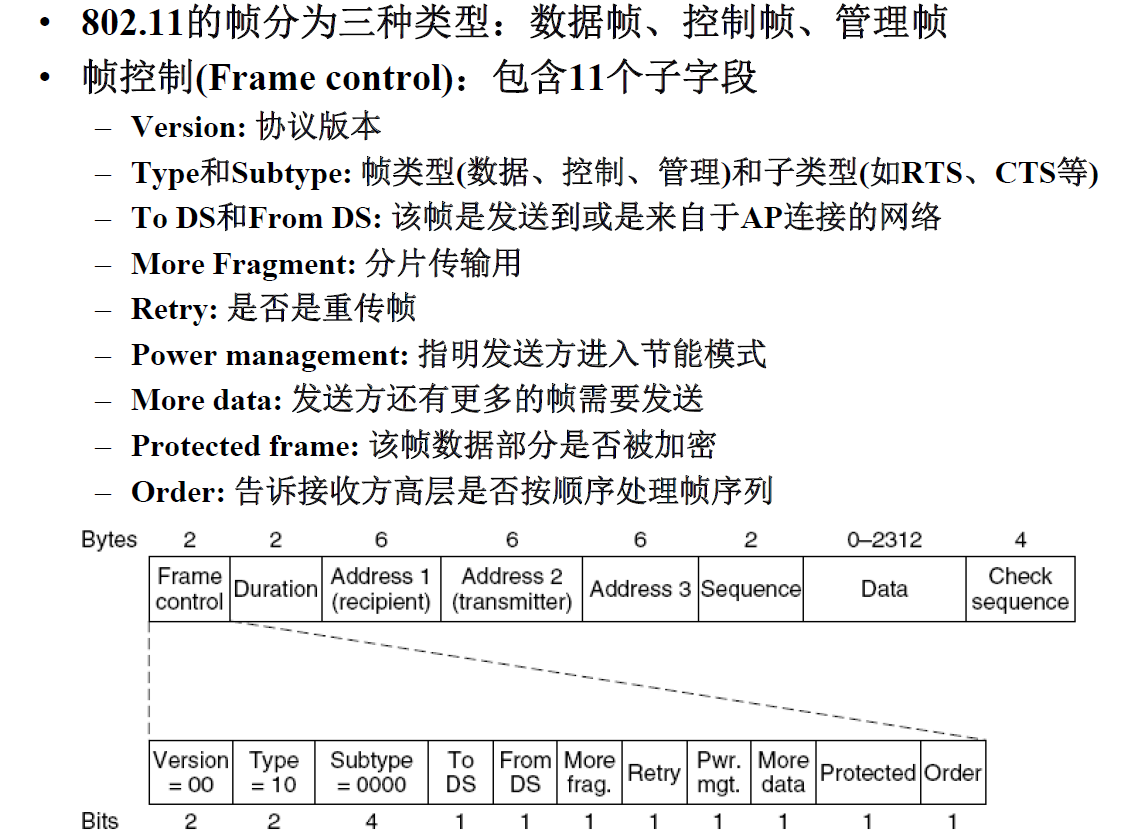 • 802.11的帧分为三种类型：数据帧、控制帧、管理帧
• 帧控制(Frame control)：包含11个子字段
– Version: 协议版本
– Type和Subtype: 帧类型(数据、控制、管理)和子类型(如RTS、CTS等)
– To DS和From DS: 该帧是发送到或是来自于AP连接的网络
– More Fragment: 分片传输用
– Retry: 是否是重传帧
– Power management: 指明发送方进入节能模式
– More data: 发送方还有更多的帧需要发送
– Protected frame: 该帧数据部分是否被加密
– Order: 告诉接收方高层是否按顺序处理帧序列
Bytes 2 2 6 6 6 2 0–2312 4
Frame control Duration Address 1 (recipient) Address 2 (transmitter) Address 3 Sequence Data Check sequence
Version = 00 Type = 10 Subtype = 0000 To DS From DS More frag. Retry Pwr. mgt. More data Protected Order
Bits 2 2 4 1 1 1 1 1 1 1 1